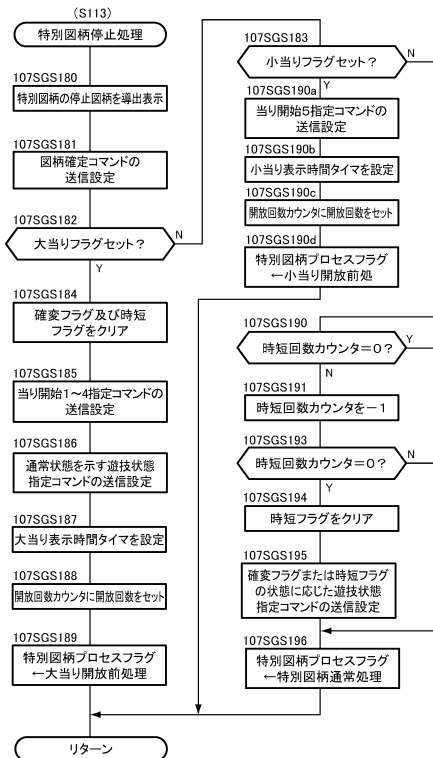 (S113)
特別図柄停止処理
107SGS180
特別図柄の停止図柄を導出表示
107SGS181
図柄確定コマンドの
送信設定
107SGS182
大当りフラグセット?
N
Y
107SGS184
確変フラグ及び時短
フラグをクリア
107SGS185
当り開始1~4指定コマンドの
送信設定
107SGS186
通常状態を示す遊技状態
指定コマンドの送信設定
107SGS187
大当り表示時間タイマを設定
107SGS188
開放回数カウンタに開放回数をセット
107SGS189
特別図柄プロセスフラグ
←大当り開放前処理
リターン
107SGS183
小当りフラグセット?
N
Y
107SGS190a
当り開始5指定コマンドの
送信設定
107SGS190b
小当り表示時間タイマを設定
107SGS190c
開放回数カウンタに開放回数をセット
107SGS190d
特別図柄プロセスフラグ
←小当り開放前処
107SGS190
時短回数カウンタ=0?
Y
N
107SGS191
時短回数カウンタを-1
107SGS193
時短回数カウンタ=0?
N
Y
107SGS194
時短フラグをクリア
107SGS195
確変フラグまたは時短フラグ
の状態に応じた遊技状態
指定コマンドの送信設定
107SGS196
特別図柄プロセスフラグ
←特別図柄通常処理